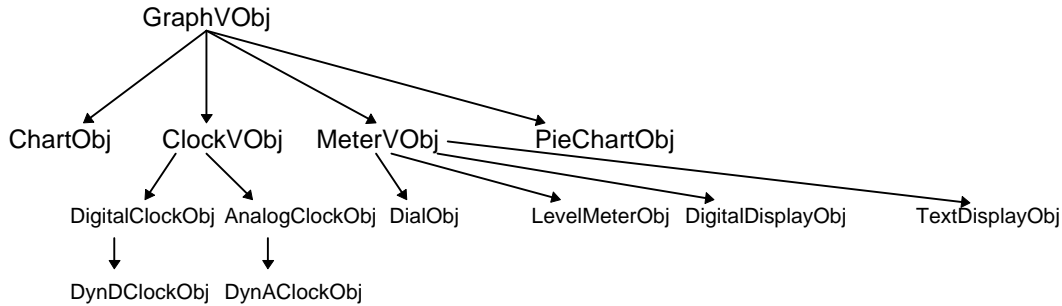 GraphVObj
ChartObj ClockVObj MeterVObj PieChartObj
DigitalClockObj AnalogClockObj DialObj LevelMeterObj DigitalDisplayObj TextDisplayObj
DynDClockObj DynAClockObj